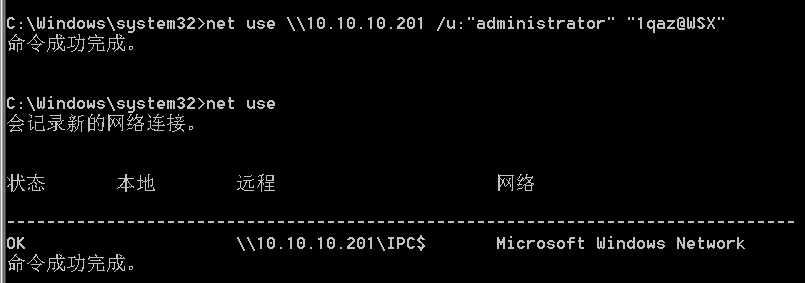 C:\Windows\system32>net use \\10.10.10.201 /u:"administrator" "1qaz@WSX"
命令成功完成。
C:\Windows\system32>net use
会记录新的网络连接。
状态 本地 远程 网络
-------------------------------------------------------------------------------
OK \\10.10.10.201\IPC$ Microsoft Windows Network
命令成功完成。